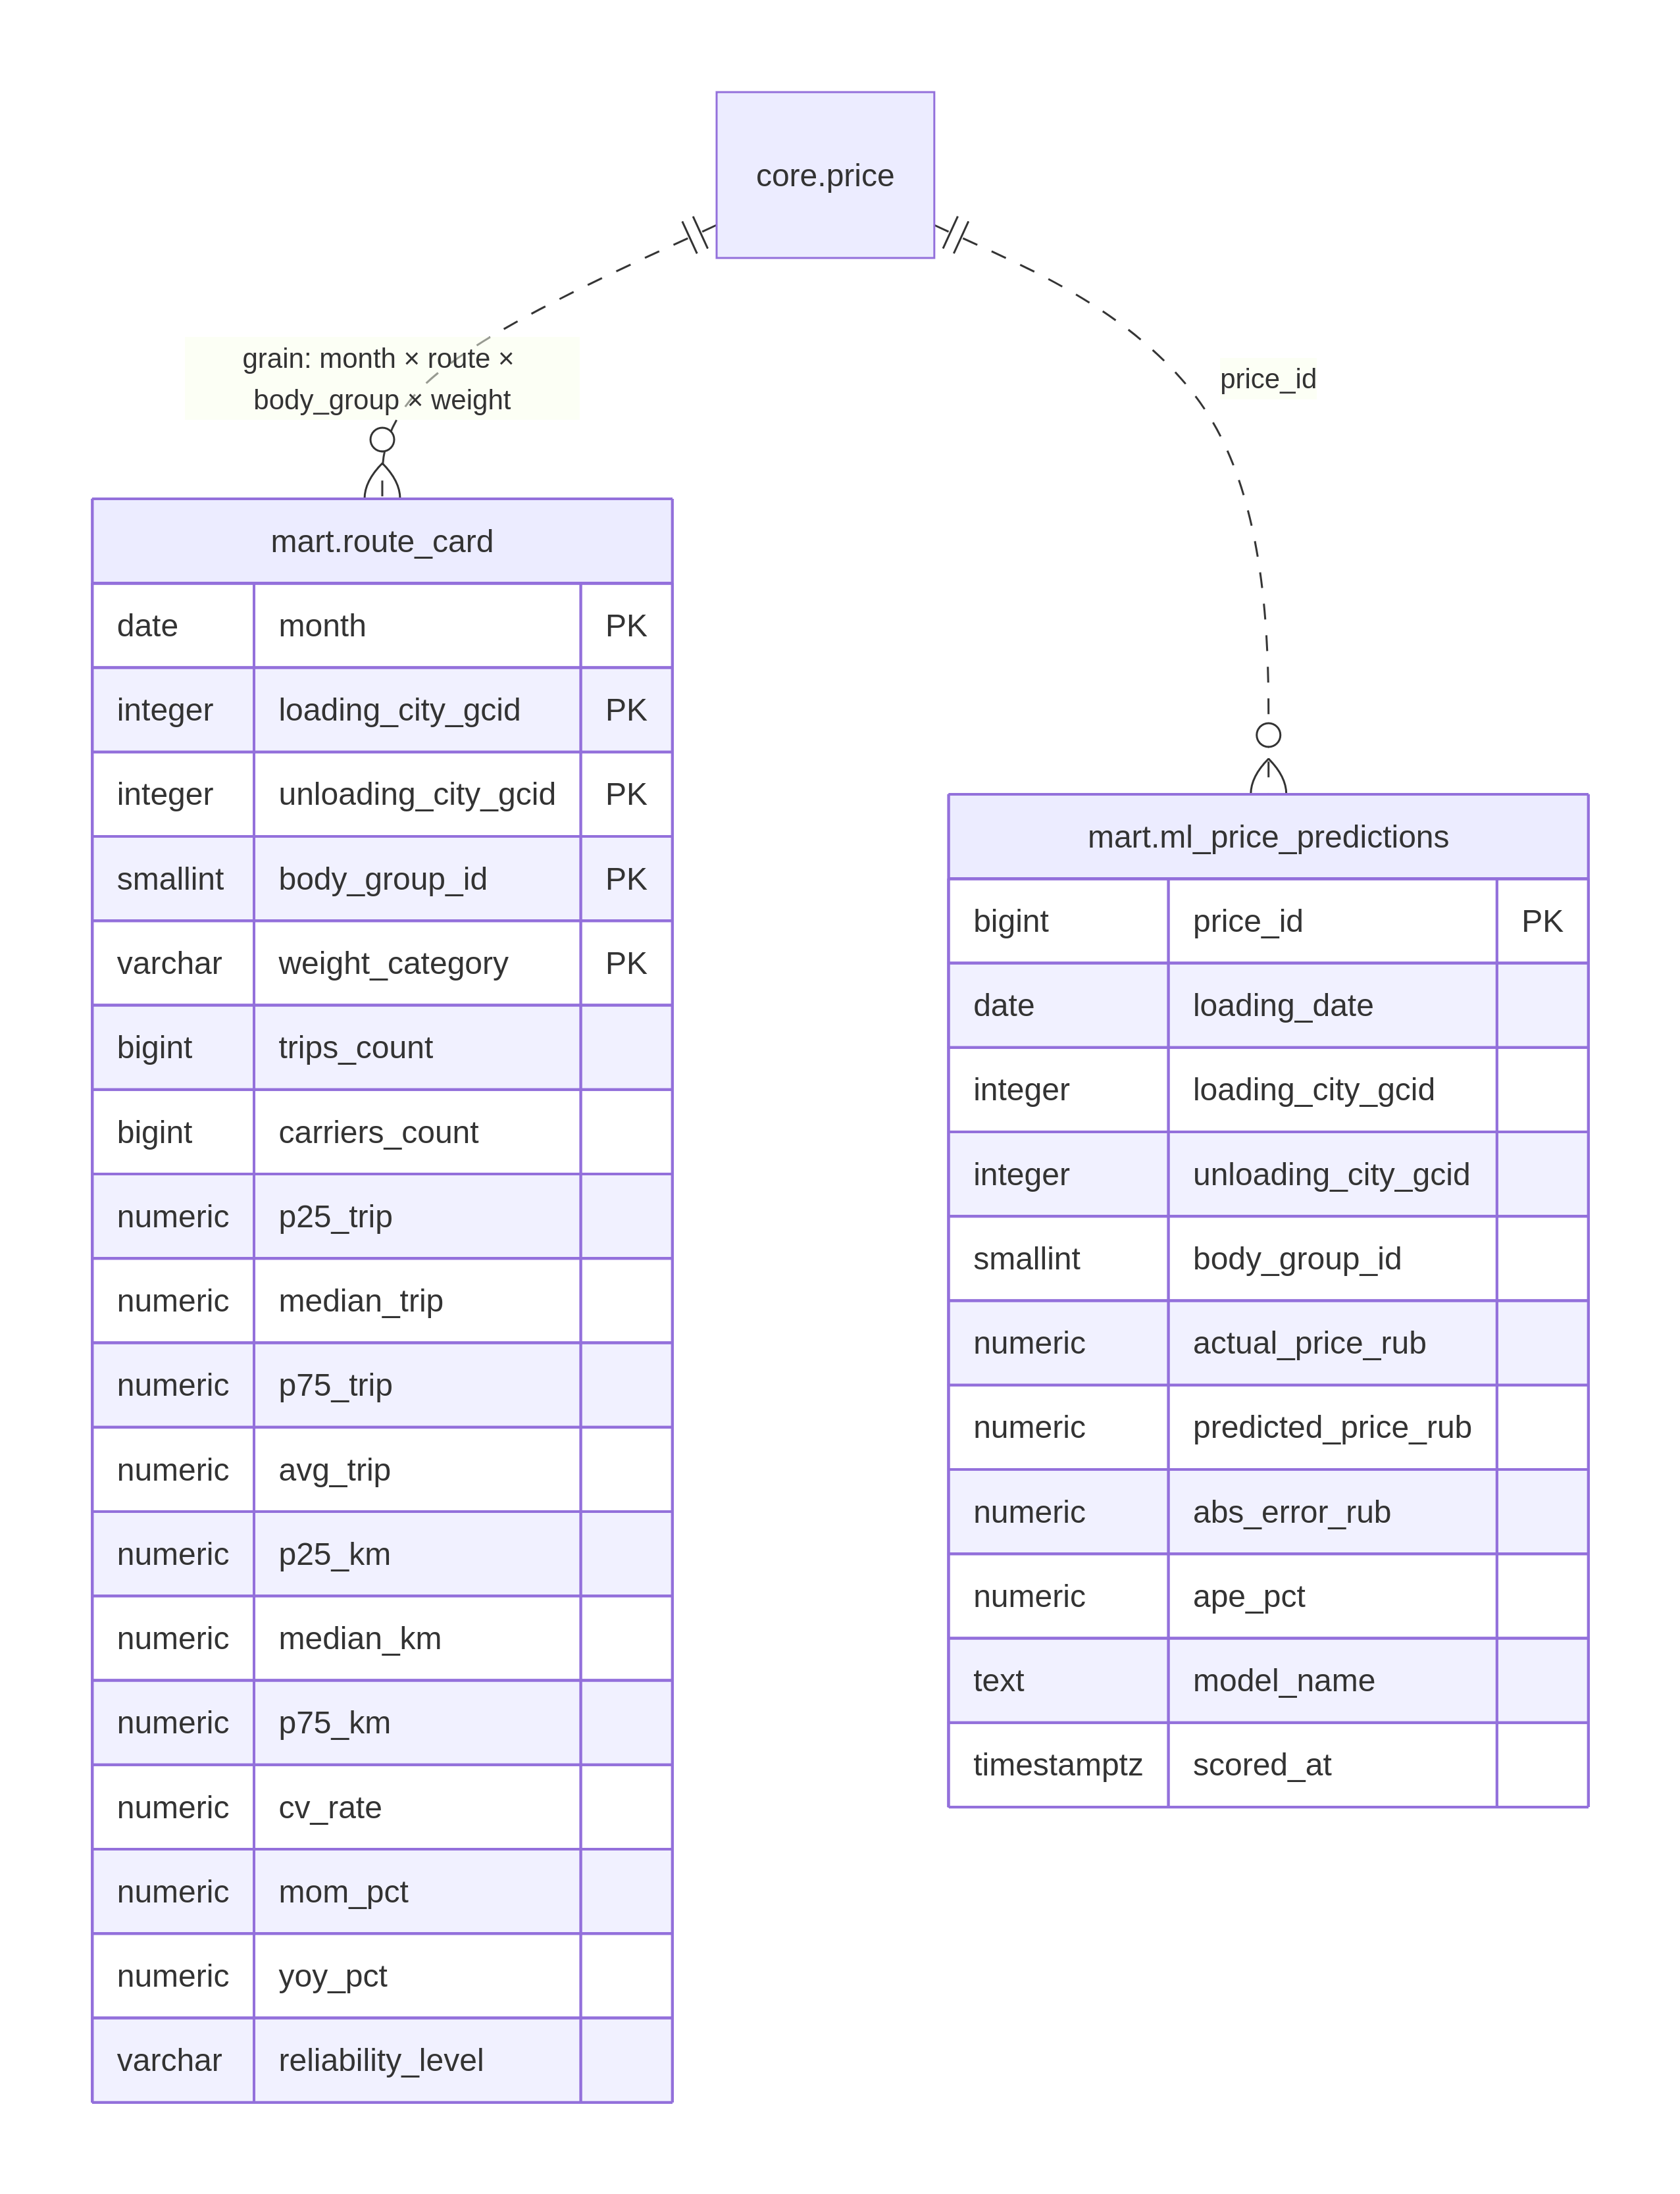 core.price
grain: month × route ×
body_group × weight
price_id
mart.route_card
date month PK
integer loading_city_gcid PK
integer unloading_city_gcid PK
smallint body_group_id PK
varchar weight_category PK
bigint trips_count
bigint carriers_count
numeric p25_trip
numeric median_trip
numeric p75_trip
numeric avg_trip
numeric p25_km
numeric median_km
numeric p75_km
numeric cv_rate
numeric mom_pct
numeric yoy_pct
varchar reliability_level
mart.ml_price_predictions
bigint price_id PK
date loading_date
integer loading_city_gcid
integer unloading_city_gcid
smallint body_group_id
numeric actual_price_rub
numeric predicted_price_rub
numeric abs_error_rub
numeric ape_pct
text model_name
timestamptz scored_at